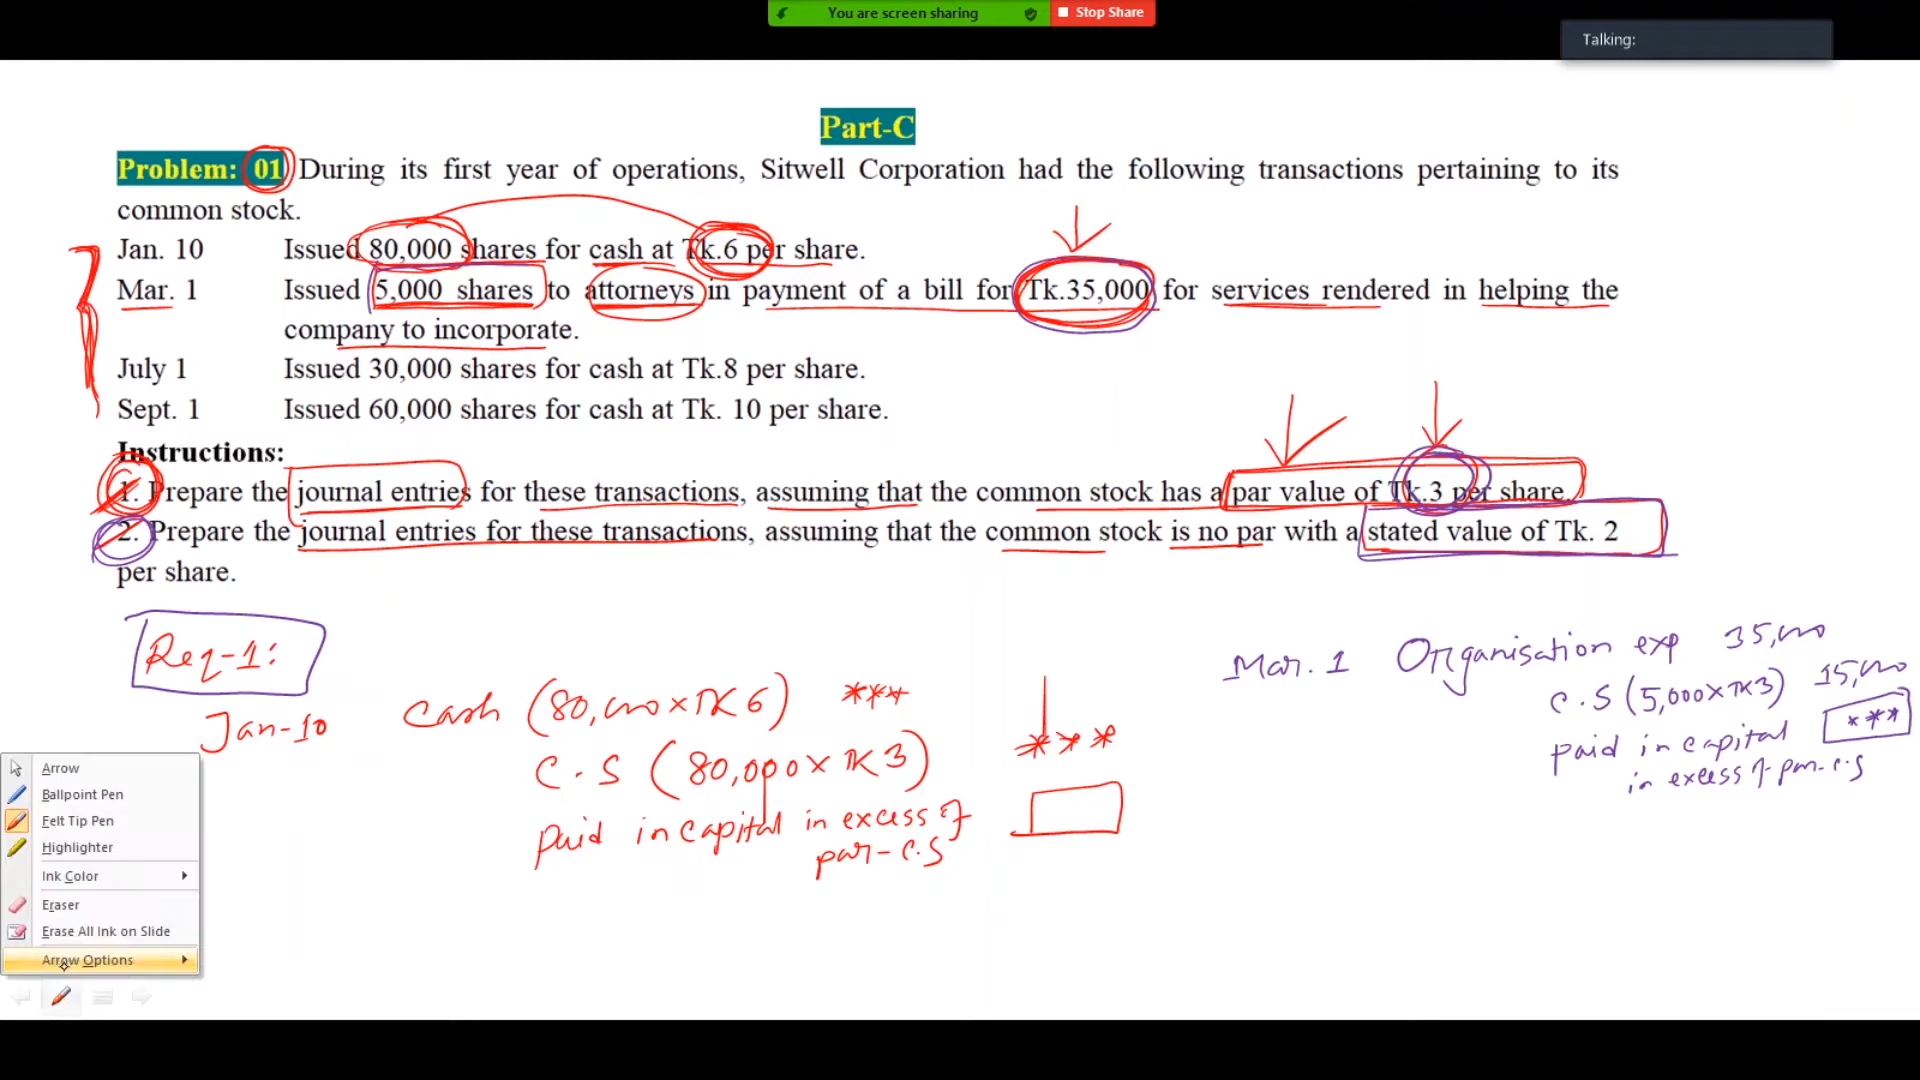 You are screen sharing
Stop Share
Talking:
Part-C
Problem: 01 During its first year of operations, Sitwell Corporation had the following transactions pertaining to its
common stock.
Jan. 10 Issued 80,000 shares for cash at Tk.6 per share.
Mar. 1 Issued 5,000 shares to attorneys in payment of a bill for Tk.35,000 for services rendered in helping the
company to incorporate.
July 1 Issued 30,000 shares for cash at Tk.8 per share.
Sept. 1 Issued 60,000 shares for cash at Tk. 10 per share.
Instructions:
1. Prepare the journal entries for these transactions, assuming that the common stock has a par value of Tk.3 per share.
2. Prepare the journal entries for these transactions, assuming that the common stock is no par with a stated value of Tk. 2
per share.
Req-1:
Jan-10 Cash (80,000×TK 6) ***
C.S (80,000×TK 3) ***
paid in capital in excess of
par-C.S
Mar. 1 Organisation exp 35,000
C.S (5,000×TK3) 15,000
paid in capital ***
in excess of par-C.S
Arrow
Ballpoint Pen
Felt Tip Pen
Highlighter
Ink Color
Eraser
Erase All Ink on Slide
Arrow Options